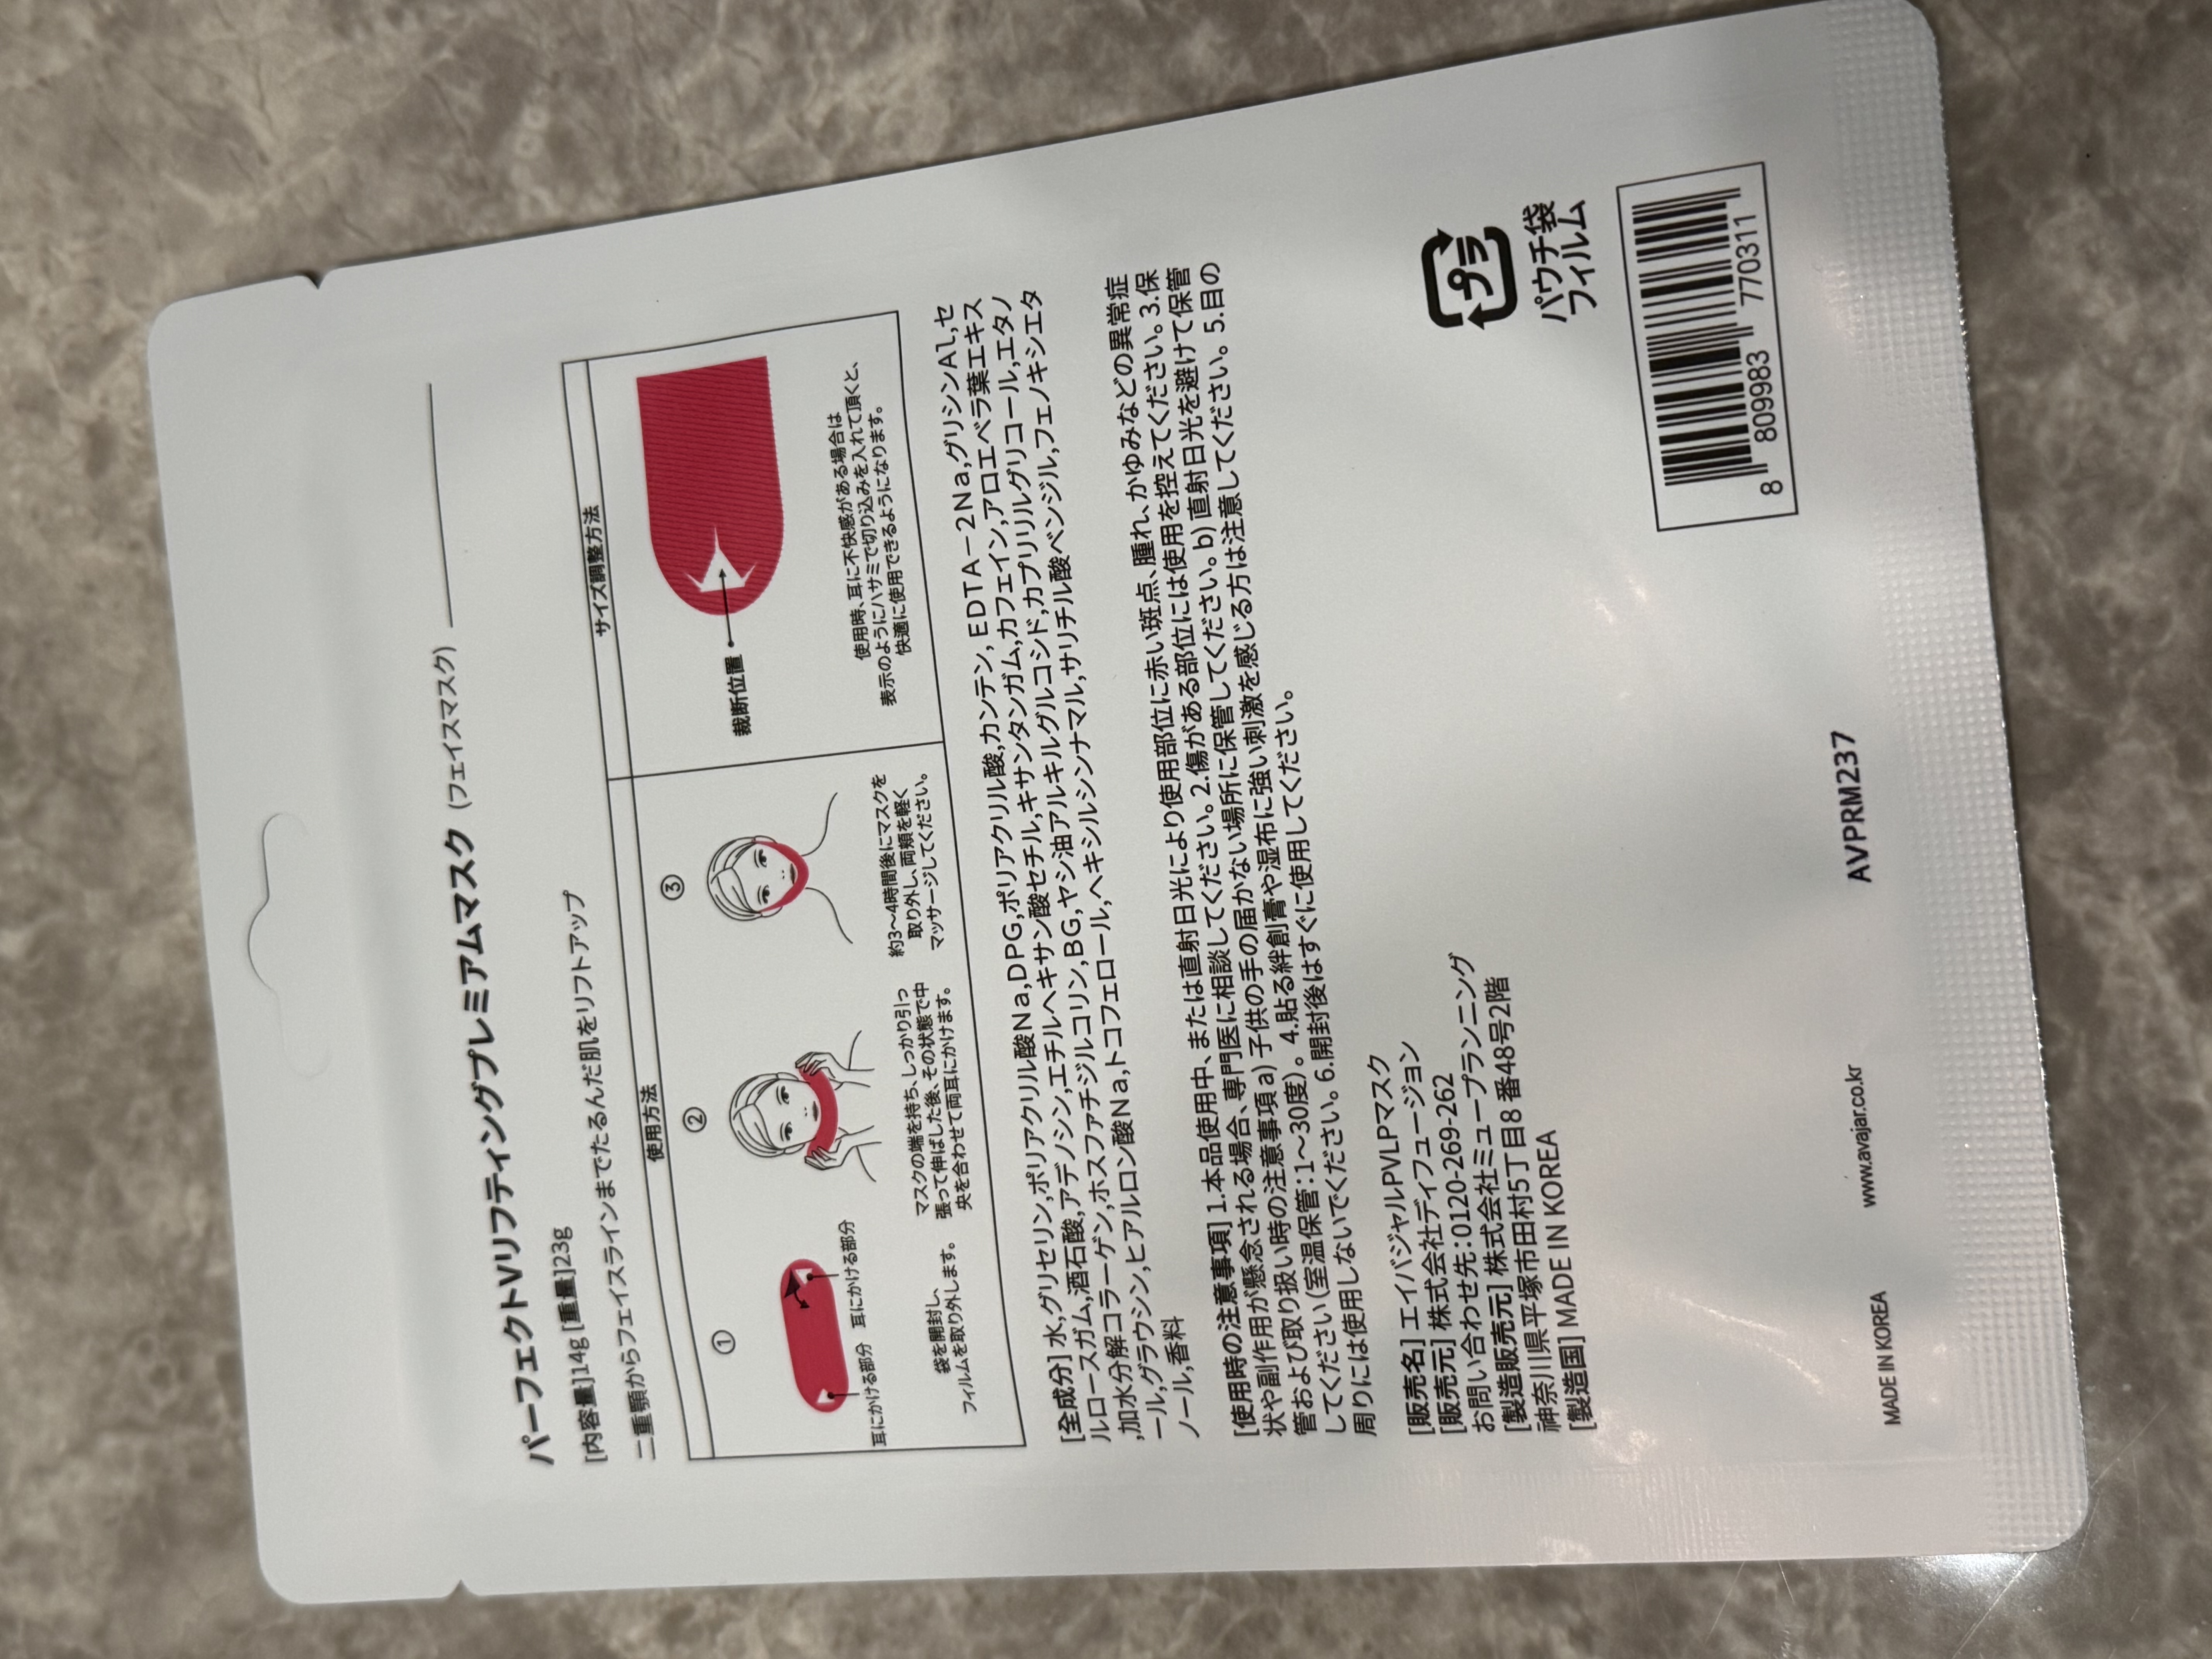 パーフェクトVリフティングプレミアムマスク (フェイスマスク)
[内容量]14g [重量]23g
二重顎からフェイスラインまでたるんだ肌をリフトアップ
使用方法
サイズ調整方法
①
②
③
耳にかける部分
耳にかける部分
袋を開封し、
フィルムを取り外します。
マスクの端を持ち、しっかり引っ
張って伸ばした後、その状態で中
央を合わせて両耳にかけます。
約3～4時間後にマスクを
取り外し、両頬を軽く
マッサージしてください。
裁断位置
使用時、耳に不快感がある場合は
表示のようにハサミで切り込みを入れて頂くと、
快適に使用できるようになります。
[全成分] 水,グリセリン,ポリアクリル酸Na,DPG,ポリアクリル酸,カンテン, EDTA－2Na,グリシンAl,セ
ルロースガム,酒石酸,アデノシン,エチルヘキサン酸セチル,キサンタンガム,カフェイン,アロエベラ葉エキス
,加水分解コラーゲン,ホスファチジルコリン,BG,ヤシ油アルキルグルコシド,カプリリルグリコール,エタノ
ール,グラウシン,ヒアルロン酸Na,トコフェロール,ヘキシルシンナマル,サリチル酸ベンジル,フェノキシエタ
ノール,香料
[使用時の注意事項] 1.本品使用中、または直射日光により使用部位に赤い斑点、腫れ、かゆみなどの異常症
状や副作用が懸念される場合、専門医に相談してください。2.傷がある部位には使用を控えてください。3.保
管および取り扱い時の注意事項 a) 子供の手の届かない場所に保管してください。b) 直射日光を避けて保管
してください (室温保管：1～30度)。4.貼る絆創膏や湿布に強い刺激を感じる方は注意してください。5.目の
周りには使用しないでください。6.開封後はすぐに使用してください。
[販売名] エイバジャルPVLPマスク
[販売元] 株式会社ディフュージョン
お問い合わせ先：0120-269-262
[製造販売元] 株式会社ミュープランニング
神奈川県平塚市田村5丁目8 番48号2階
[製造国] MADE IN KOREA
プラ
パウチ袋
フィルム
8 809983 770311
MADE IN KOREA
www.avajar.co.kr
AVPRM237